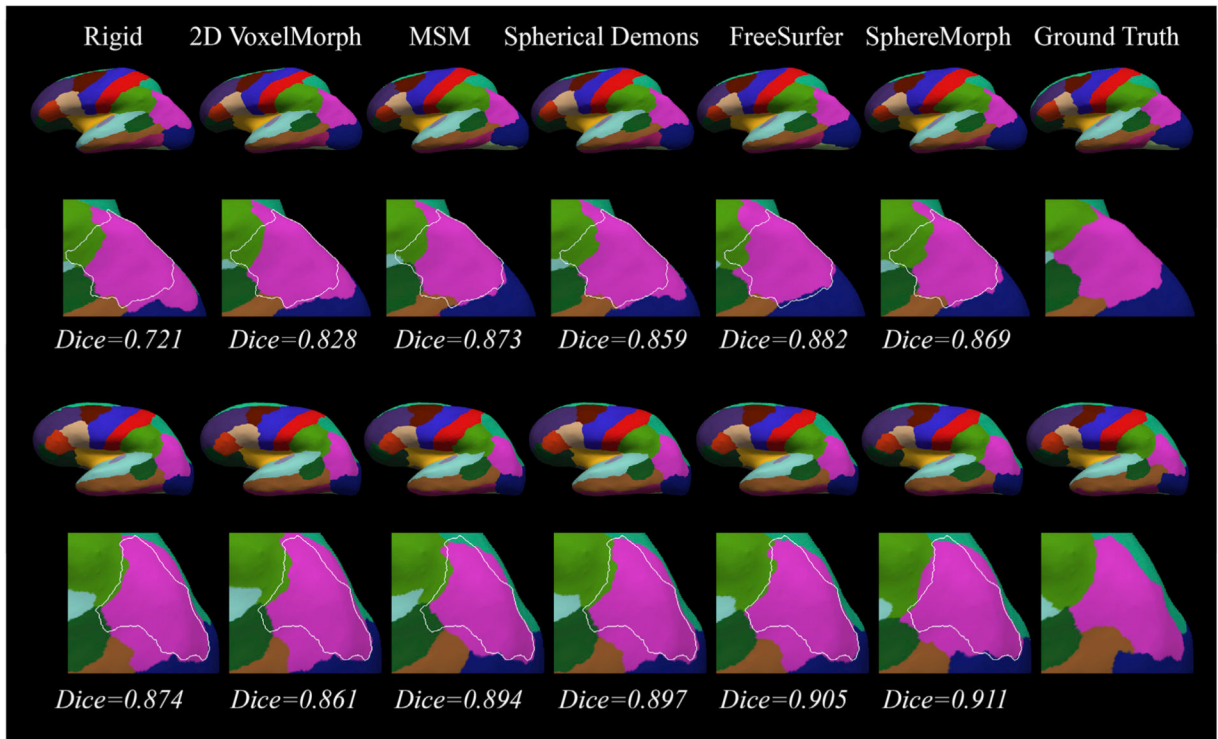 Rigid 2D VoxelMorph MSM Spherical Demons FreeSurfer SphereMorph Ground Truth
Dice=0.721 Dice=0.828 Dice=0.873 Dice=0.859 Dice=0.882 Dice=0.869
Dice=0.874 Dice=0.861 Dice=0.894 Dice=0.897 Dice=0.905 Dice=0.911